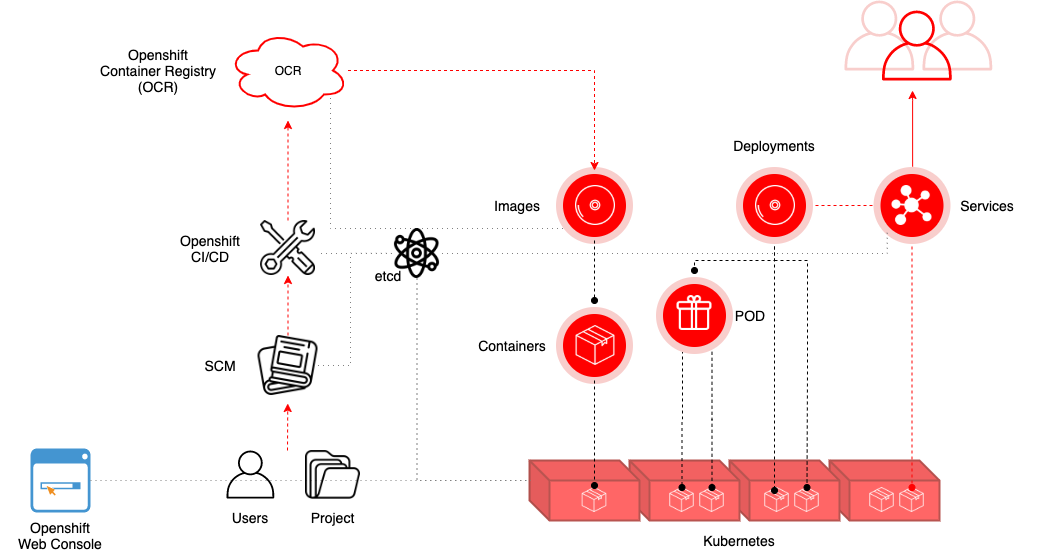 Openshift
Container Registry
(OCR)
OCR
Deployments
Images
Services
Openshift
CI/CD
etcd
POD
Containers
SCM
Users
Project
Openshift
Web Console
Kubernetes